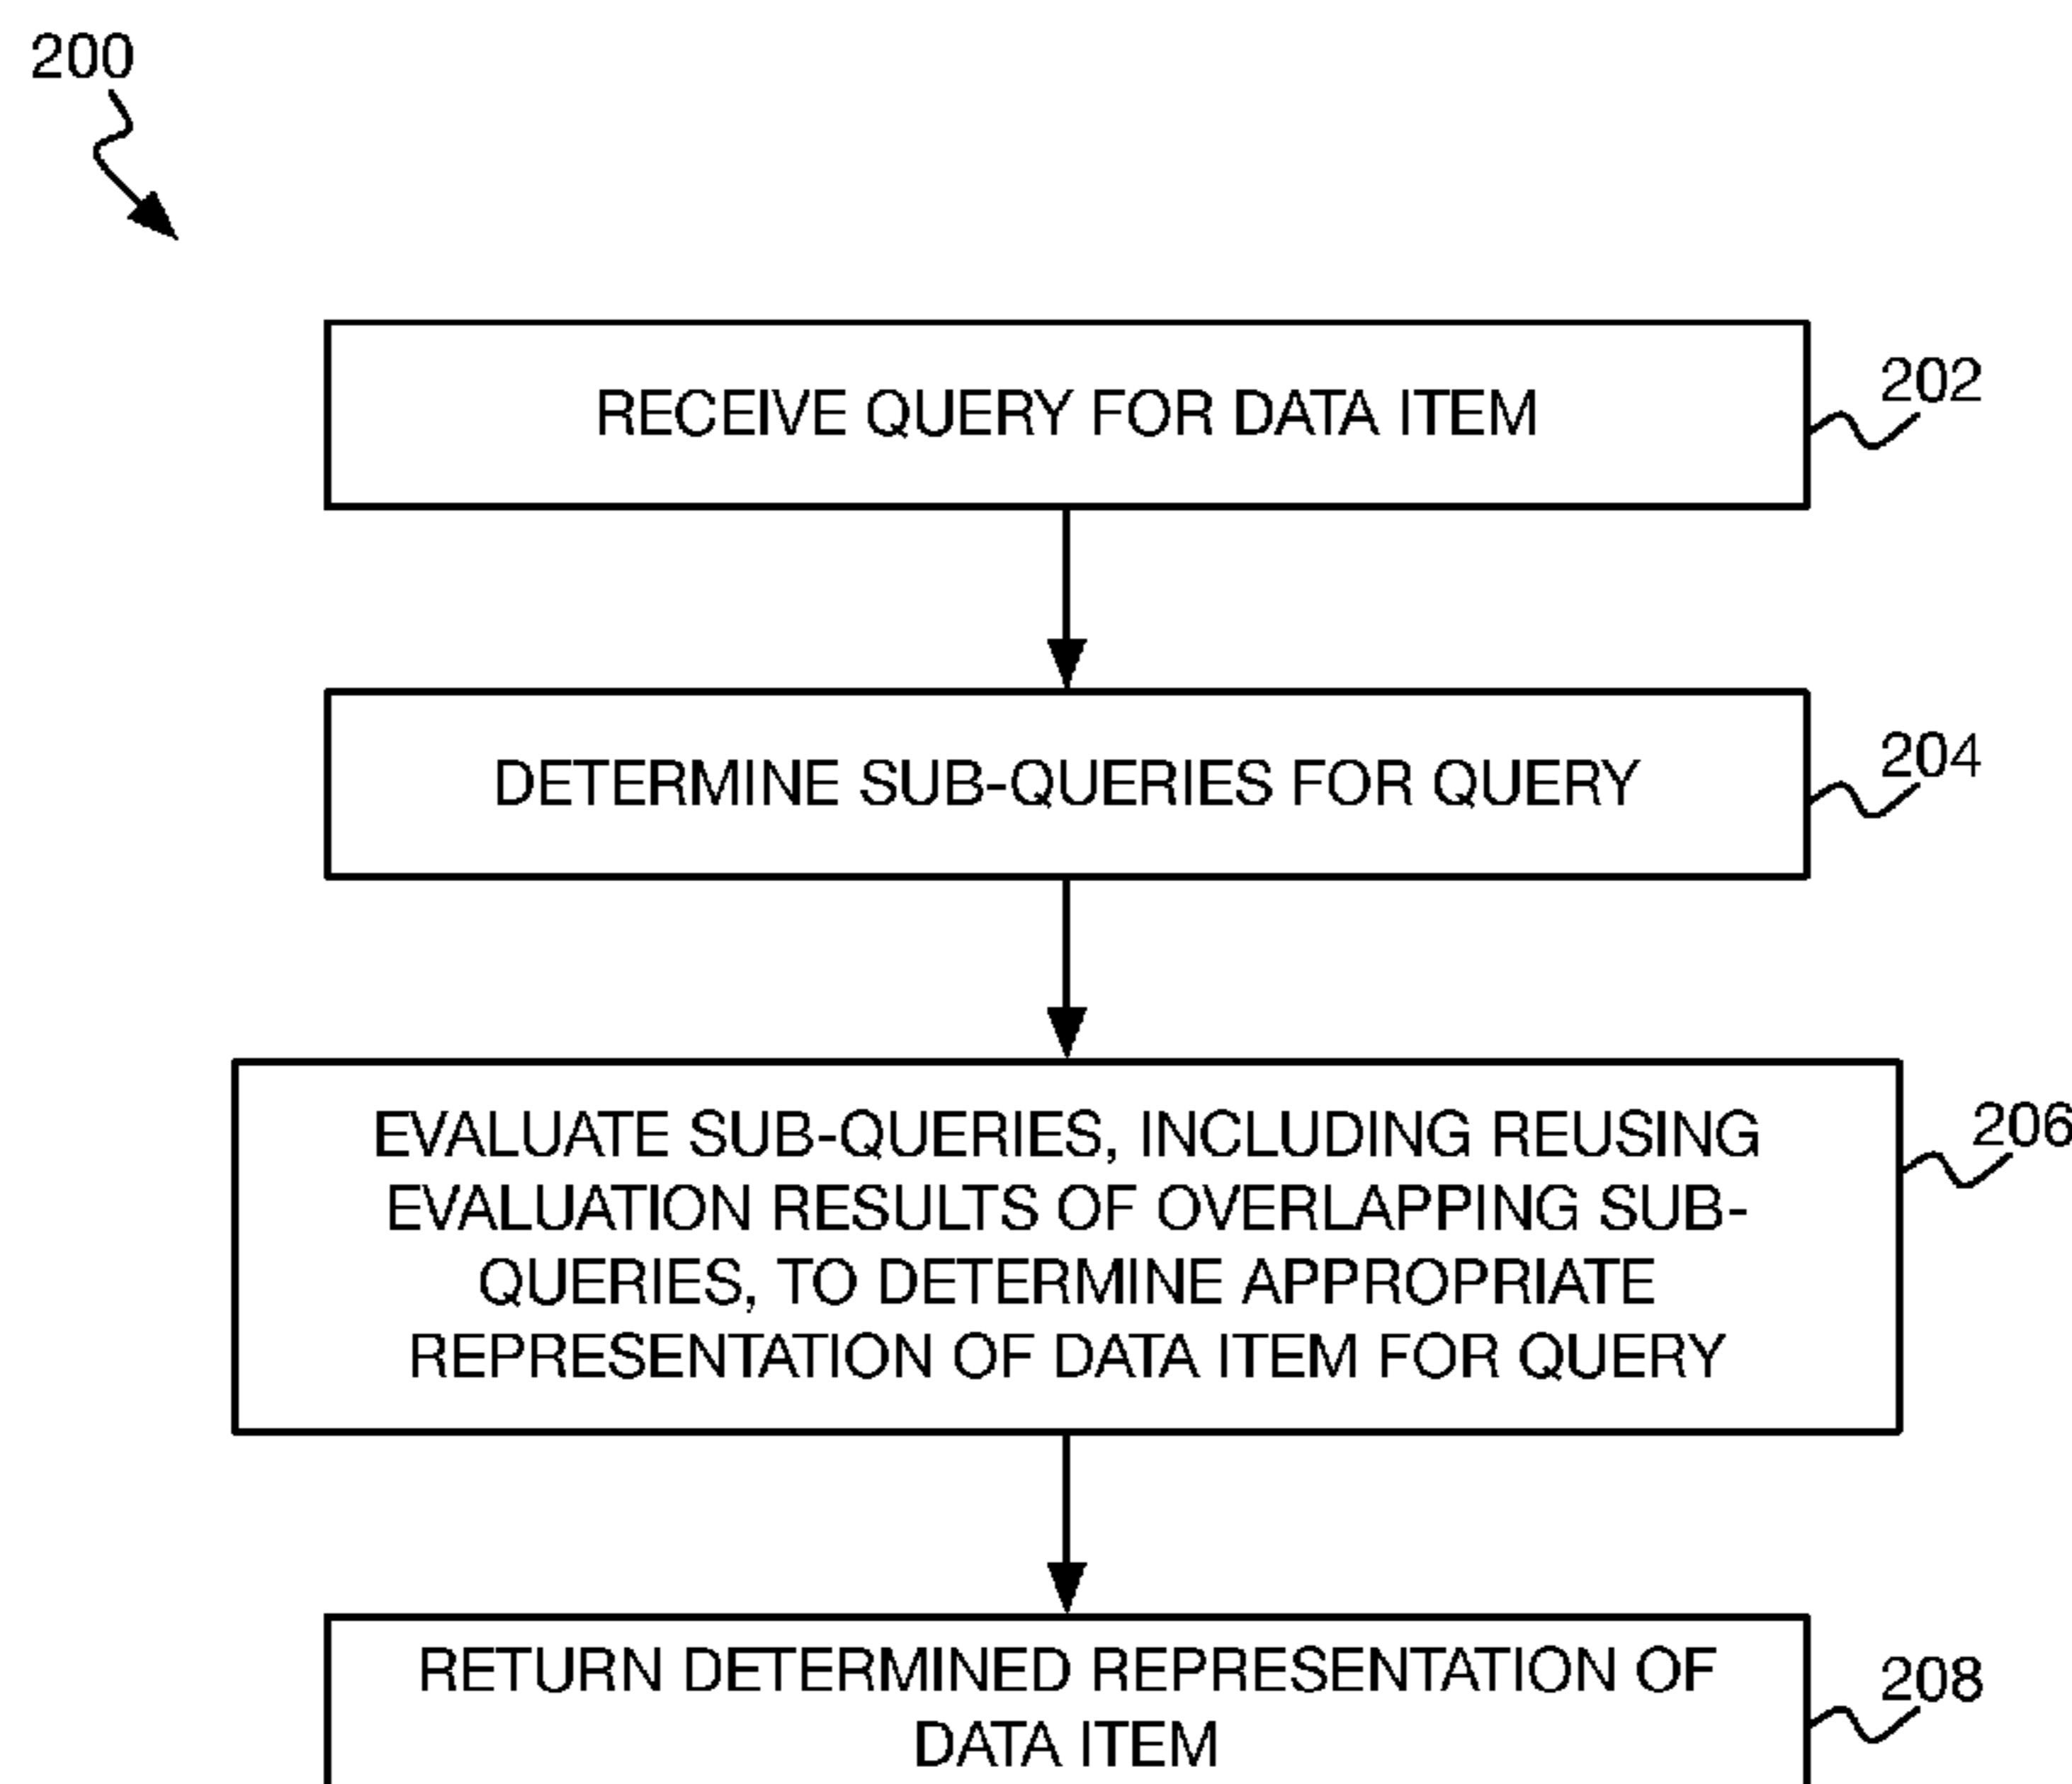 200
RECEIVE QUERY FOR DATA ITEM
202
DETERMINE SUB-QUERIES FOR QUERY
204
EVALUATE SUB-QUERIES, INCLUDING REUSING
EVALUATION RESULTS OF OVERLAPPING SUB-
QUERIES, TO DETERMINE APPROPRIATE
REPRESENTATION OF DATA ITEM FOR QUERY
206
RETURN DETERMINED REPRESENTATION OF
DATA ITEM
208